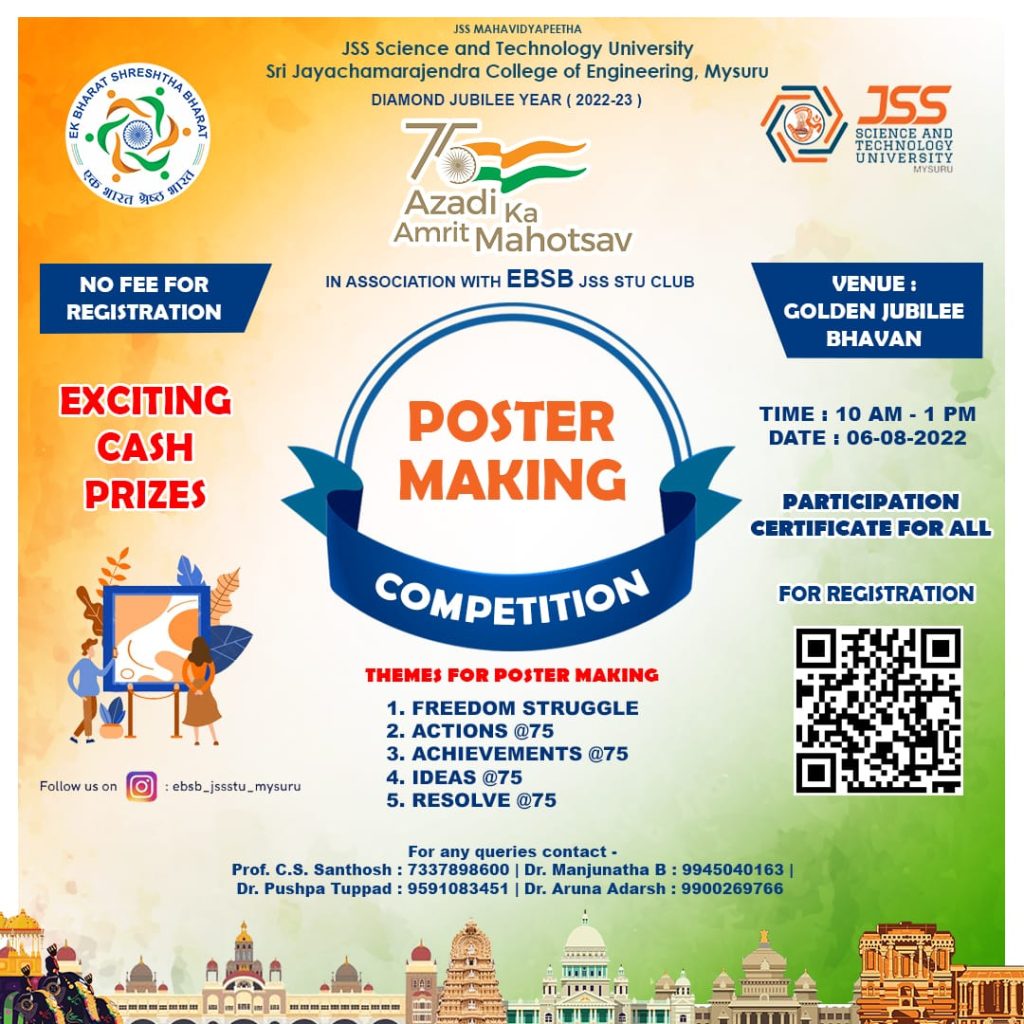 JSS MAHAVIDYAPEETHA
JSS Science and Technology University
Sri Jayachamarajendra College of Engineering, Mysuru
DIAMOND JUBILEE YEAR ( 2022-23 )
EK BHARAT SHRESHTHA BHARAT
एक भारत श्रेष्ठ भारत
75
Azadi Ka
Amrit Mahotsav
JSS
SCIENCE AND
TECHNOLOGY
UNIVERSITY
MYSURU
IN ASSOCIATION WITH EBSB JSS STU CLUB
NO FEE FOR
REGISTRATION
EXCITING
CASH
PRIZES
POSTER
MAKING
COMPETITION
VENUE :
GOLDEN JUBILEE
BHAVAN
TIME : 10 AM - 1 PM
DATE : 06-08-2022
PARTICIPATION
CERTIFICATE FOR ALL
FOR REGISTRATION
THEMES FOR POSTER MAKING
1. FREEDOM STRUGGLE
2. ACTIONS @75
3. ACHIEVEMENTS @75
4. IDEAS @75
5. RESOLVE @75
Follow us on : ebsb_jssstu_mysuru
For any queries contact -
Prof. C.S. Santhosh : 7337898600 | Dr. Manjunatha B : 9945040163 |
Dr. Pushpa Tuppad : 9591083451 | Dr. Aruna Adarsh : 9900269766